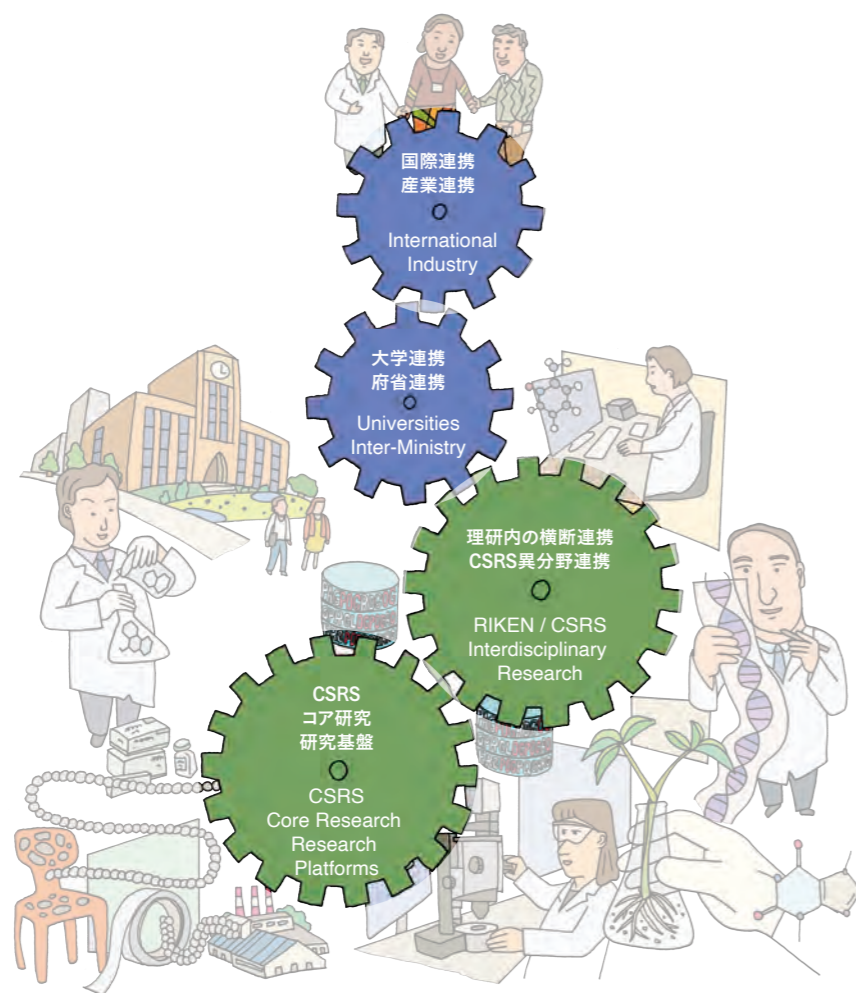 国際連携
産業連携
International
Industry
大学連携
府省連携
Universities
Inter-Ministry
理研内の横断連携
CSRS異分野連携
RIKEN / CSRS
Interdisciplinary
Research
CSRS
コア研究
研究基盤
CSRS
Core Research
Research
Platforms